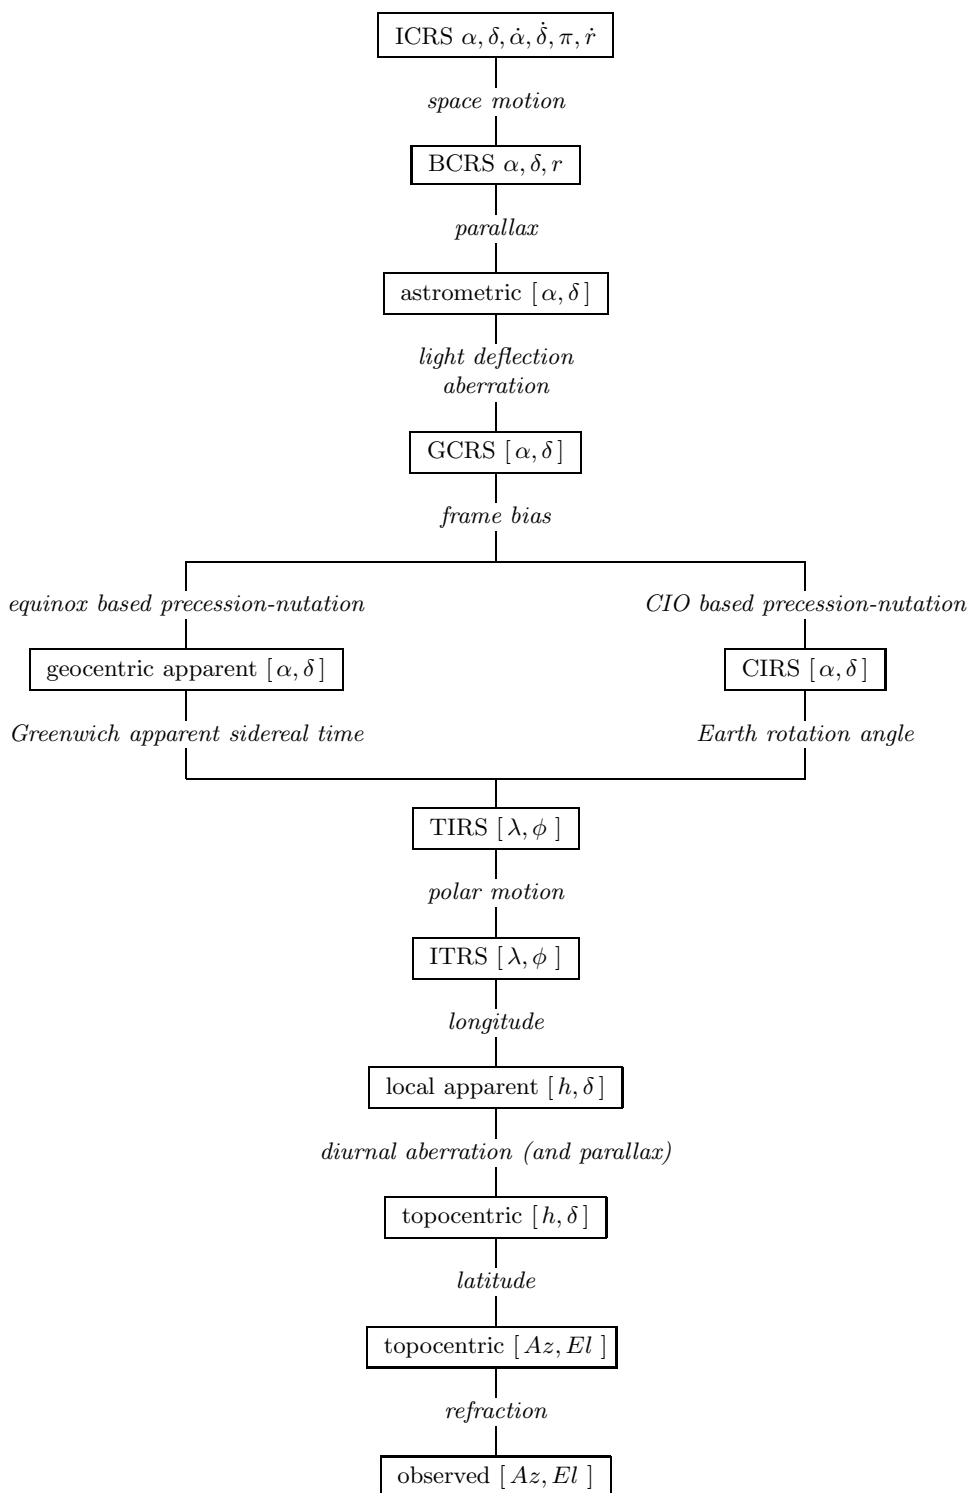 ICRS α, δ, α̇, δ̇, π, ṙ
space motion
BCRS α, δ, r
parallax
astrometric [ α, δ ]
light deflection
aberration
GCRS [ α, δ ]
frame bias
equinox based precession-nutation
CIO based precession-nutation
geocentric apparent [ α, δ ]
CIRS [ α, δ ]
Greenwich apparent sidereal time
Earth rotation angle
TIRS [ λ, ϕ ]
polar motion
ITRS [ λ, ϕ ]
longitude
local apparent [ h, δ ]
diurnal aberration (and parallax)
topocentric [ h, δ ]
latitude
topocentric [ Az, El ]
refraction
observed [ Az, El ]